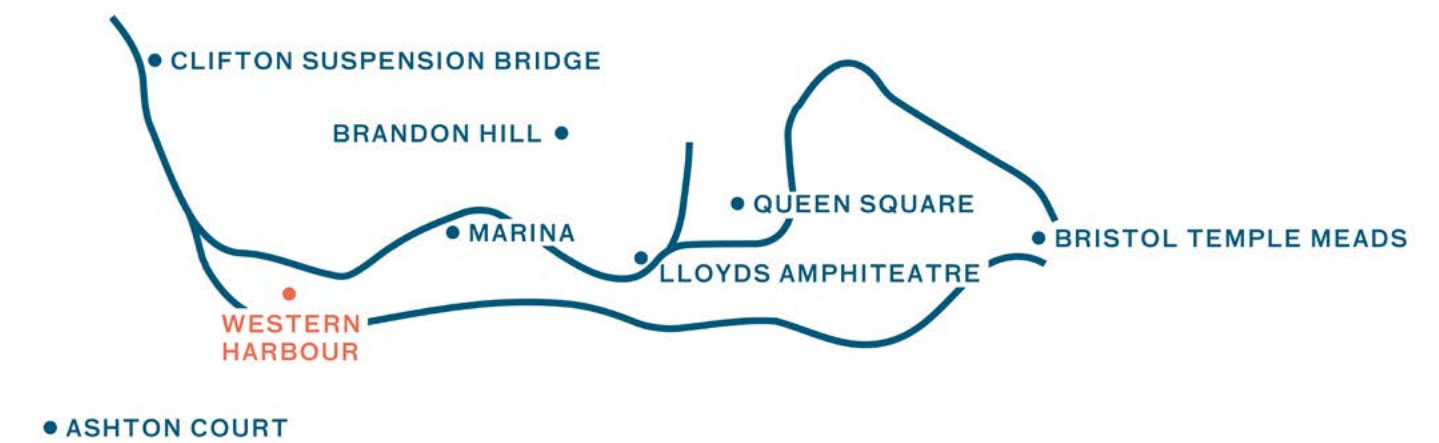 CLIFTON SUSPENSION BRIDGE
BRANDON HILL
QUEEN SQUARE
MARINA
BRISTOL TEMPLE MEADS
LLOYDS AMPHITEATRE
WESTERN
HARBOUR
ASHTON COURT